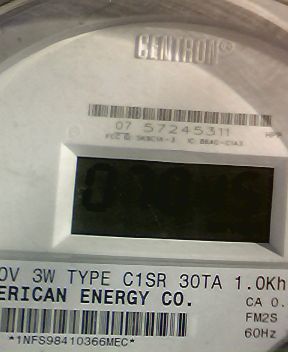 CENTRON®
07 57245311
0V 3W TYPE C1SR 30TA 1.0Kh
ERICAN ENERGY CO.
CA 0.
FM2S
60Hz
*1NFS98410366MEC*